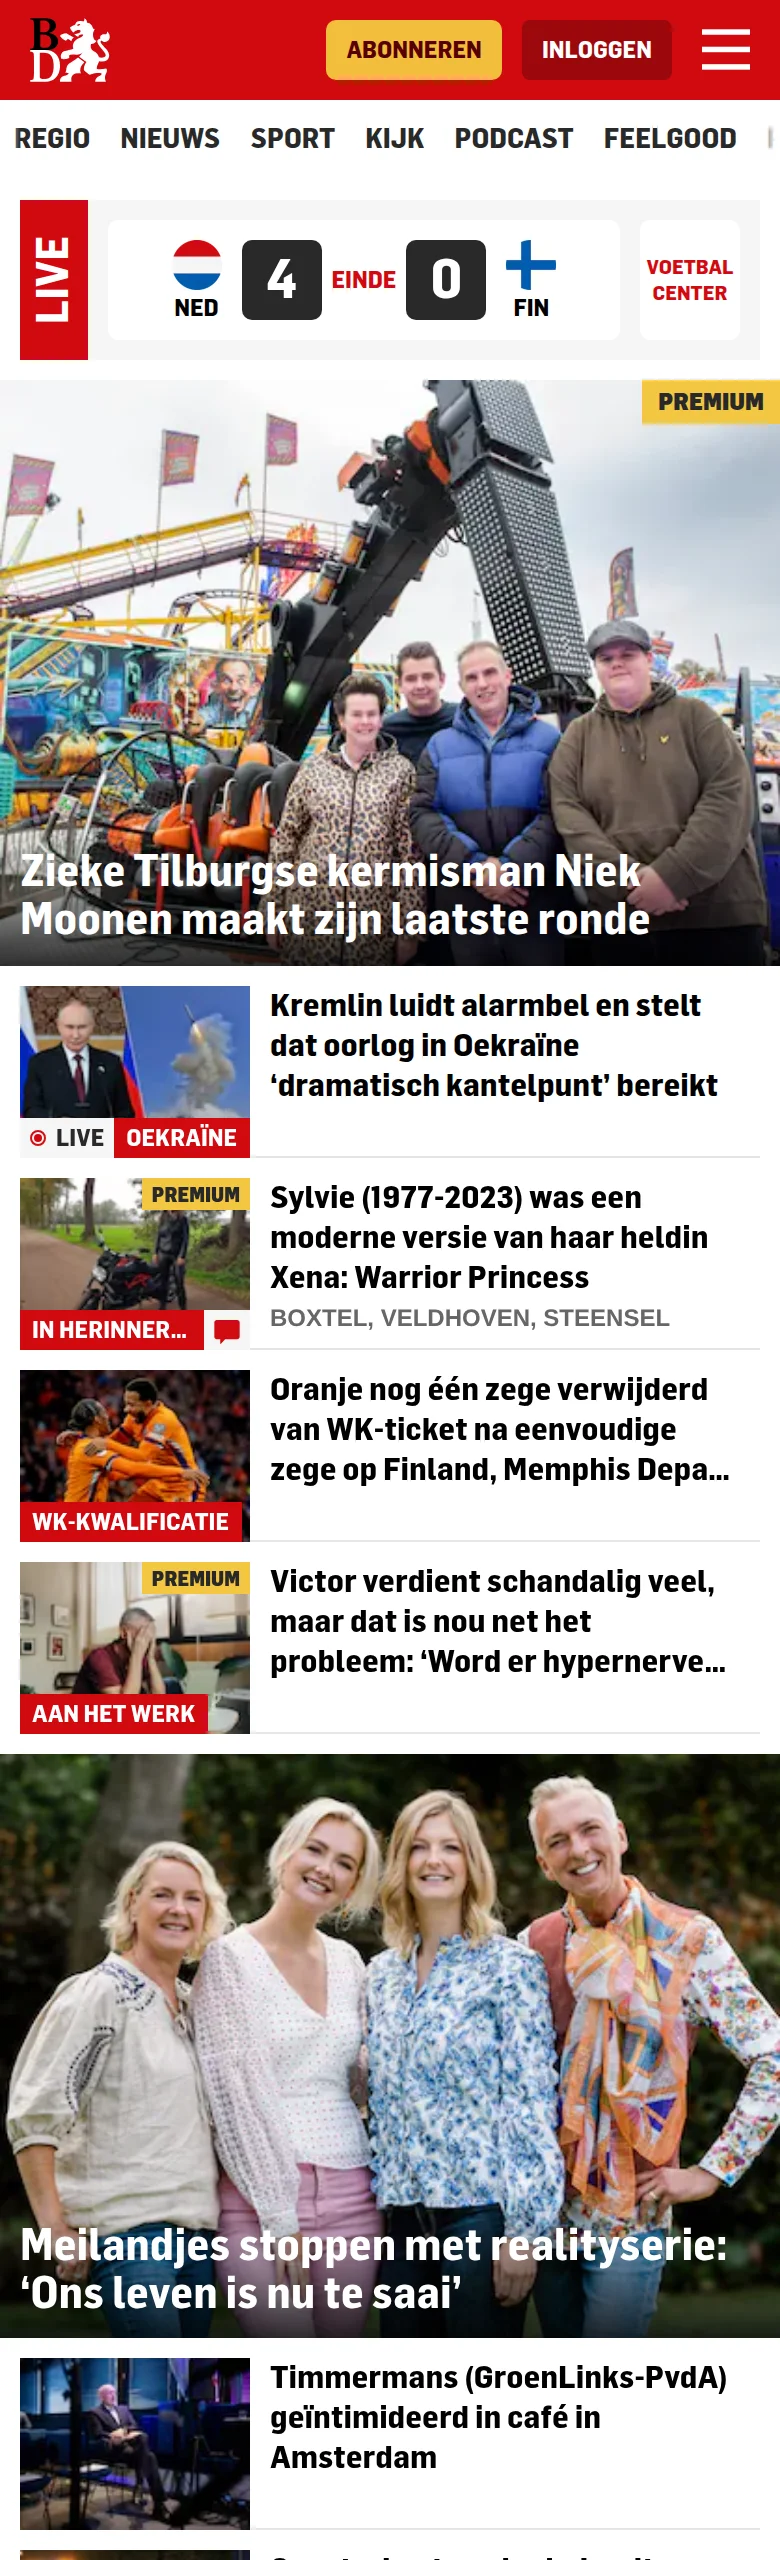 BD
ABONNEREN
INLOGGEN
REGIO NIEUWS SPORT KIJK PODCAST FEELGOOD
LIVE
NED
4
EINDE
0
FIN
VOETBAL
CENTER
PREMIUM
Zieke Tilburgse kermisman Niek
Moonen maakt zijn laatste ronde
Kremlin luidt alarmbel en stelt
dat oorlog in Oekraïne
‘dramatisch kantelpunt’ bereikt
LIVE OEKRAÏNE
PREMIUM
Sylvie (1977-2023) was een
moderne versie van haar heldin
Xena: Warrior Princess
BOXTEL, VELDHOVEN, STEENSEL
IN HERINNER...
Oranje nog één zege verwijderd
van WK-ticket na eenvoudige
zege op Finland, Memphis Depa...
WK-KWALIFICATIE
PREMIUM
Victor verdient schandalig veel,
maar dat is nou net het
probleem: ‘Word er hypernerve...
AAN HET WERK
Meilandjes stoppen met realityserie:
‘Ons leven is nu te saai’
Timmermans (GroenLinks-PvdA)
geïntimideerd in café in
Amsterdam